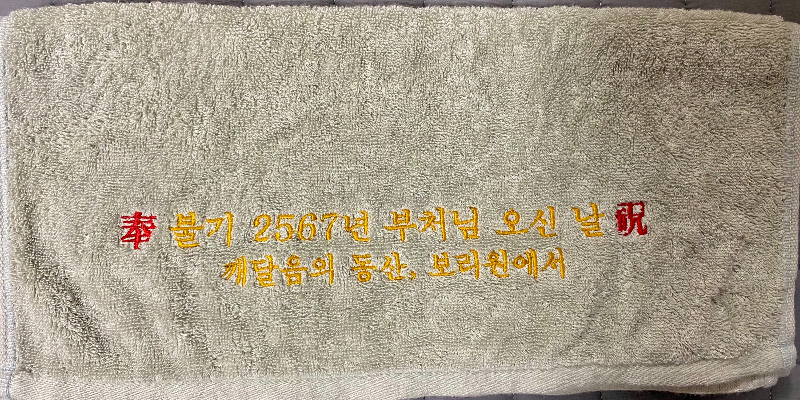 奉 불기 2567년 부처님 오신 날 祝
깨달음의 동산, 보리원에서